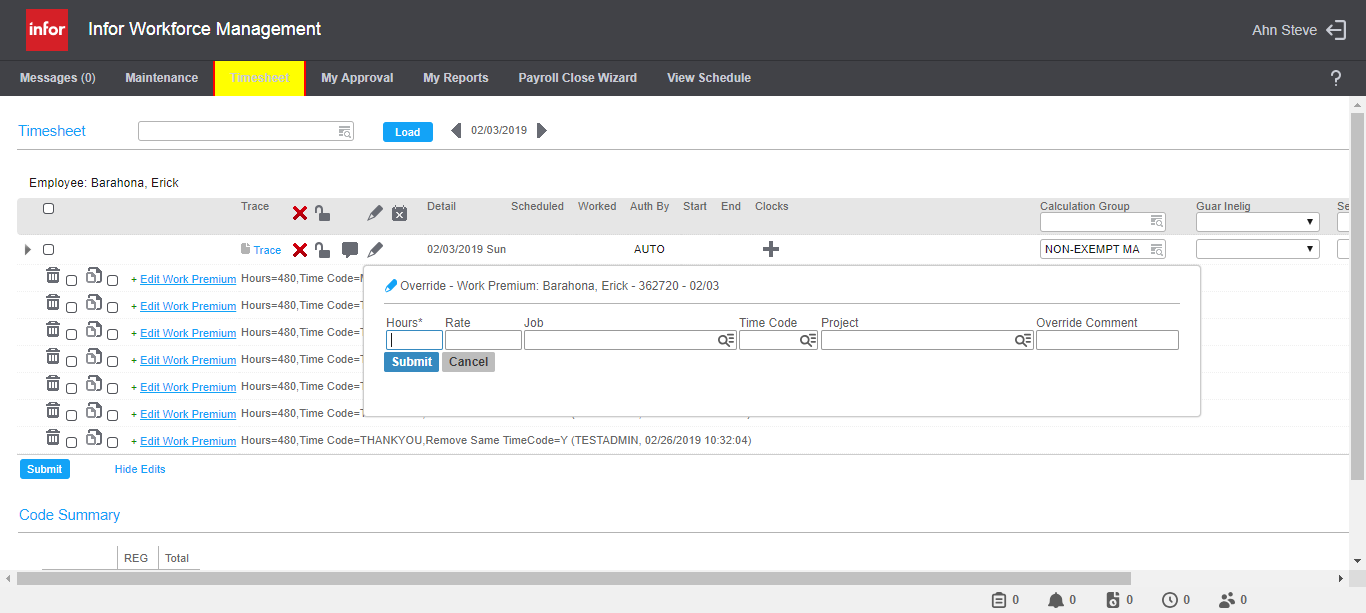 infor Infor Workforce Management Ahn Steve
Messages (0) Maintenance Timesheet My Approval My Reports Payroll Close Wizard View Schedule ?
Timesheet Load 02/03/2019
Employee: Barahona, Erick
Trace Detail Scheduled Worked Auth By Start End Clocks Calculation Group Guar Inelig Se
Trace 02/03/2019 Sun AUTO NON-EXEMPT MA
+ Edit Work Premium Hours=480,Time Code=
+ Edit Work Premium Hours=480,Time Code=
+ Edit Work Premium Hours=480,Time Code=
+ Edit Work Premium Hours=480,Time Code=
+ Edit Work Premium Hours=480,Time Code=
+ Edit Work Premium Hours=480,Time Code=
+ Edit Work Premium Hours=480,Time Code=THANKYOU,Remove Same TimeCode=Y (TESTADMIN, 02/26/2019 10:32:04)
Override - Work Premium: Barahona, Erick - 362720 - 02/03
Hours* Rate Job Time Code Project Override Comment
Submit Cancel
Submit Hide Edits
Code Summary
REG Total
0 0 0 0 0